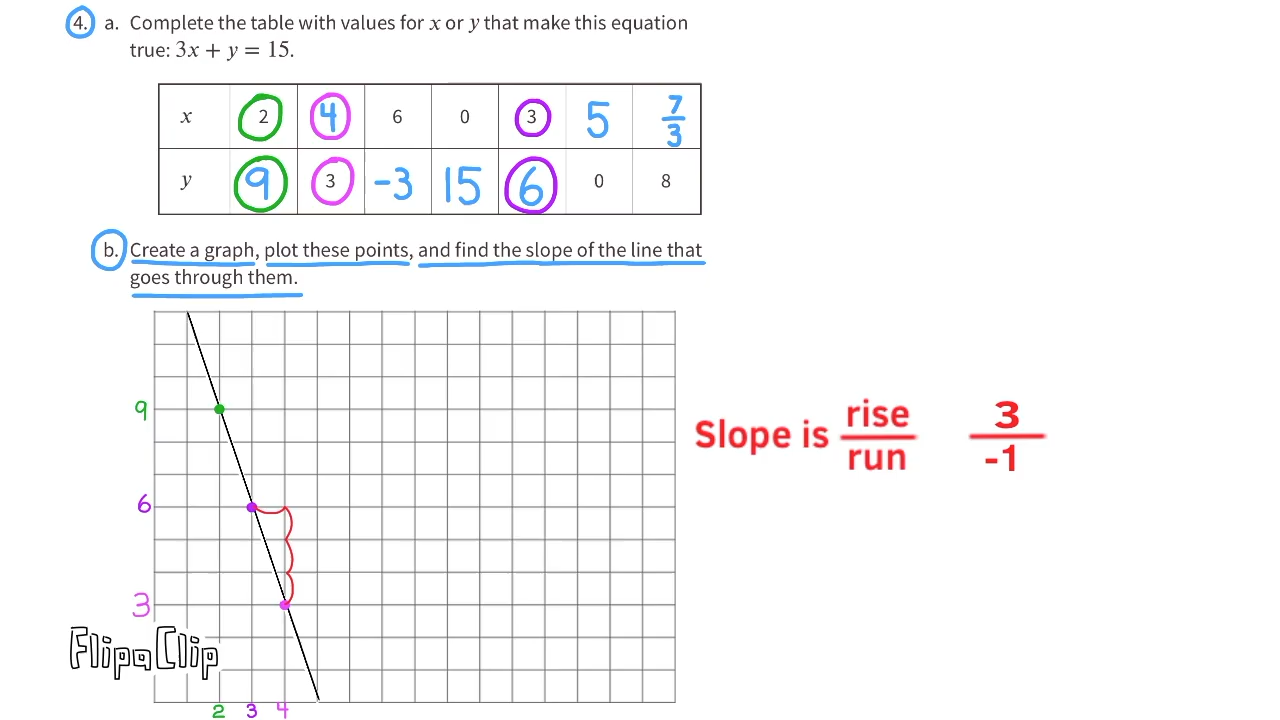 4. a. Complete the table with values for x or y that make this equation
true: 3x + y = 15.
x 2 4 6 0 3 5 7/3
y 9 3 -3 15 6 0 8
b. Create a graph, plot these points, and find the slope of the line that
goes through them.
9
6
3
2 3 4
Slope is rise/run 3/-1
FlipaClip